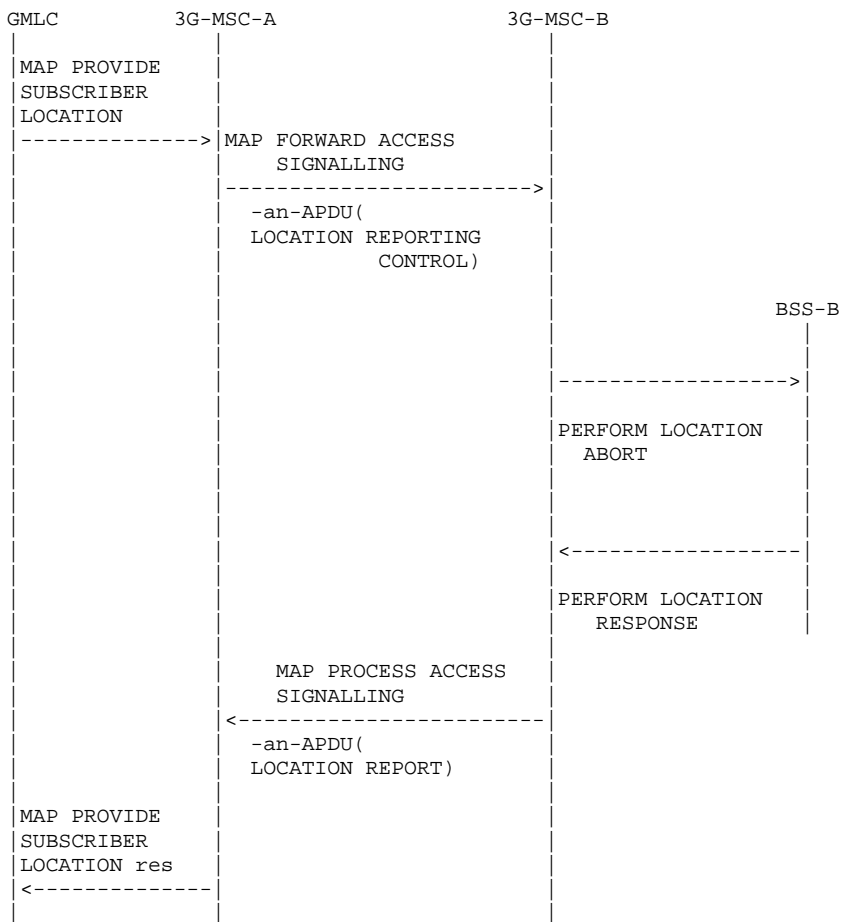 GMLC 3G-MSC-A 3G-MSC-B
MAP PROVIDE
SUBSCRIBER
LOCATION
MAP FORWARD ACCESS
SIGNALLING
-an-APDU(
LOCATION REPORTING
CONTROL)
BSS-B
PERFORM LOCATION
ABORT
PERFORM LOCATION
RESPONSE
MAP PROCESS ACCESS
SIGNALLING
-an-APDU(
LOCATION REPORT)
MAP PROVIDE
SUBSCRIBER
LOCATION res